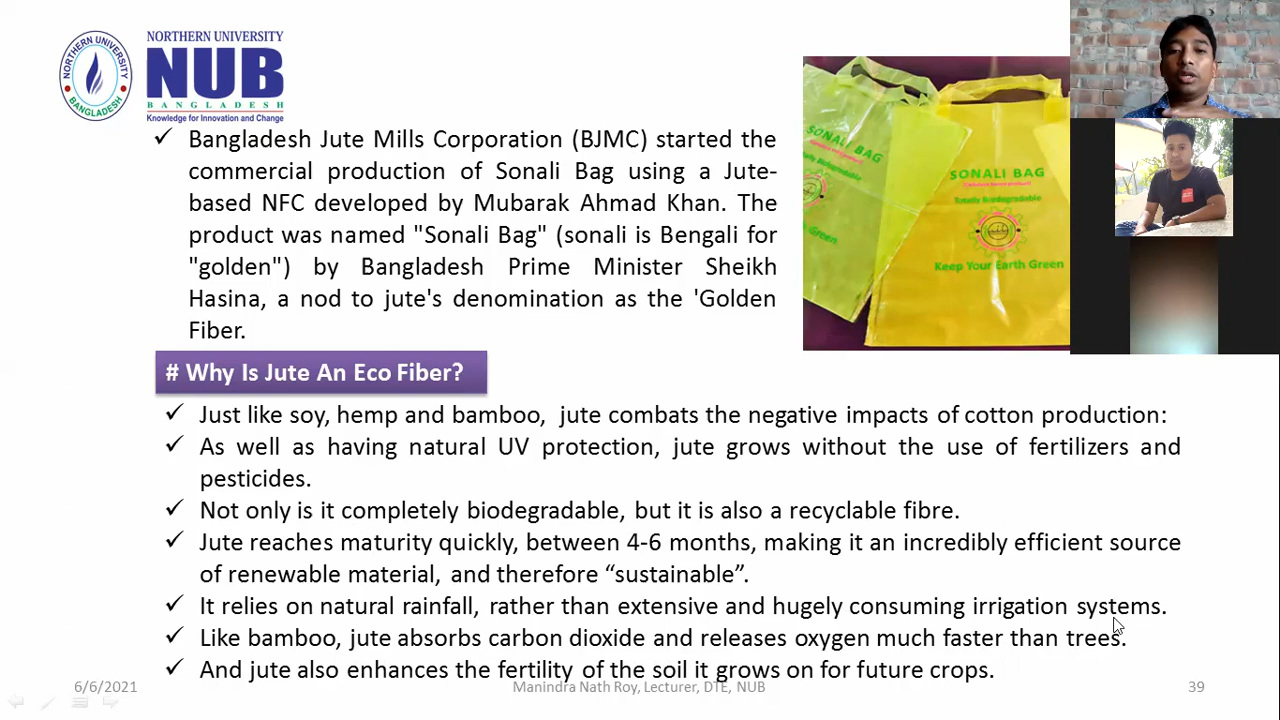 NORTHERN UNIVERSITY
NUB
BANGLADESH
Knowledge for Innovation and Change
NORTHERN UNIVERSITY
BANGLADESH
✓ Bangladesh Jute Mills Corporation (BJMC) started the
commercial production of Sonali Bag using a Jute-
based NFC developed by Mubarak Ahmad Khan. The
product was named "Sonali Bag" (sonali is Bengali for
"golden") by Bangladesh Prime Minister Sheikh
Hasina, a nod to jute's denomination as the 'Golden
Fiber.
SONALI BAG
SONALI BAG
Totally Biodegradable
Keep Your Earth Green
# Why Is Jute An Eco Fiber?
✓ Just like soy, hemp and bamboo, jute combats the negative impacts of cotton production:
✓ As well as having natural UV protection, jute grows without the use of fertilizers and
pesticides.
✓ Not only is it completely biodegradable, but it is also a recyclable fibre.
✓ Jute reaches maturity quickly, between 4-6 months, making it an incredibly efficient source
of renewable material, and therefore “sustainable”.
✓ It relies on natural rainfall, rather than extensive and hugely consuming irrigation systems.
✓ Like bamboo, jute absorbs carbon dioxide and releases oxygen much faster than trees.
✓ And jute also enhances the fertility of the soil it grows on for future crops.
6/6/2021
Manindra Nath Roy, Lecturer, DTE, NUB
39